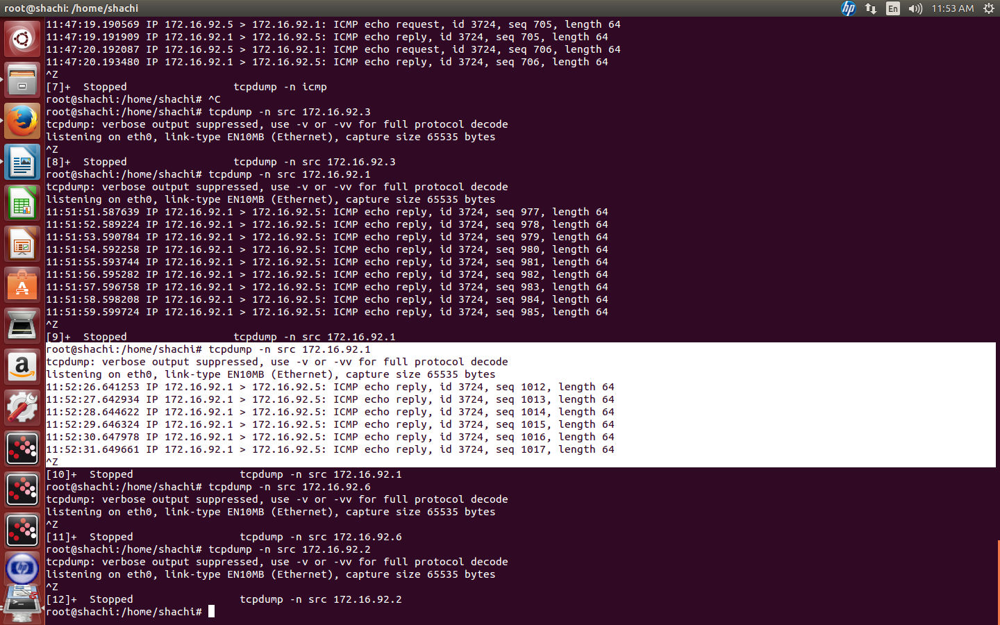 root@shachi: /home/shachi
En
11:53 AM
11:47:19.190569 IP 172.16.92.5 > 172.16.92.1: ICMP echo request, id 3724, seq 705, length 64
11:47:19.191909 IP 172.16.92.1 > 172.16.92.5: ICMP echo reply, id 3724, seq 705, length 64
11:47:20.192087 IP 172.16.92.5 > 172.16.92.1: ICMP echo request, id 3724, seq 706, length 64
11:47:20.193480 IP 172.16.92.1 > 172.16.92.5: ICMP echo reply, id 3724, seq 706, length 64
^Z
[7]+  Stopped                 tcpdump -n icmp
root@shachi:/home/shachi# ^C
root@shachi:/home/shachi# tcpdump -n src 172.16.92.3
tcpdump: verbose output suppressed, use -v or -vv for full protocol decode
listening on eth0, link-type EN10MB (Ethernet), capture size 65535 bytes
^Z
[8]+  Stopped                 tcpdump -n src 172.16.92.3
root@shachi:/home/shachi# tcpdump -n src 172.16.92.1
tcpdump: verbose output suppressed, use -v or -vv for full protocol decode
listening on eth0, link-type EN10MB (Ethernet), capture size 65535 bytes
11:51:51.587639 IP 172.16.92.1 > 172.16.92.5: ICMP echo reply, id 3724, seq 977, length 64
11:51:52.589224 IP 172.16.92.1 > 172.16.92.5: ICMP echo reply, id 3724, seq 978, length 64
11:51:53.590784 IP 172.16.92.1 > 172.16.92.5: ICMP echo reply, id 3724, seq 979, length 64
11:51:54.592258 IP 172.16.92.1 > 172.16.92.5: ICMP echo reply, id 3724, seq 980, length 64
11:51:55.593744 IP 172.16.92.1 > 172.16.92.5: ICMP echo reply, id 3724, seq 981, length 64
11:51:56.595282 IP 172.16.92.1 > 172.16.92.5: ICMP echo reply, id 3724, seq 982, length 64
11:51:57.596758 IP 172.16.92.1 > 172.16.92.5: ICMP echo reply, id 3724, seq 983, length 64
11:51:58.598208 IP 172.16.92.1 > 172.16.92.5: ICMP echo reply, id 3724, seq 984, length 64
11:51:59.599724 IP 172.16.92.1 > 172.16.92.5: ICMP echo reply, id 3724, seq 985, length 64
^Z
[9]+  Stopped                 tcpdump -n src 172.16.92.1
root@shachi:/home/shachi# tcpdump -n src 172.16.92.1
tcpdump: verbose output suppressed, use -v or -vv for full protocol decode
listening on eth0, link-type EN10MB (Ethernet), capture size 65535 bytes
11:52:26.641253 IP 172.16.92.1 > 172.16.92.5: ICMP echo reply, id 3724, seq 1012, length 64
11:52:27.642934 IP 172.16.92.1 > 172.16.92.5: ICMP echo reply, id 3724, seq 1013, length 64
11:52:28.644622 IP 172.16.92.1 > 172.16.92.5: ICMP echo reply, id 3724, seq 1014, length 64
11:52:29.646324 IP 172.16.92.1 > 172.16.92.5: ICMP echo reply, id 3724, seq 1015, length 64
11:52:30.647978 IP 172.16.92.1 > 172.16.92.5: ICMP echo reply, id 3724, seq 1016, length 64
11:52:31.649661 IP 172.16.92.1 > 172.16.92.5: ICMP echo reply, id 3724, seq 1017, length 64
^Z
[10]+  Stopped                 tcpdump -n src 172.16.92.1
root@shachi:/home/shachi# tcpdump -n src 172.16.92.6
tcpdump: verbose output suppressed, use -v or -vv for full protocol decode
listening on eth0, link-type EN10MB (Ethernet), capture size 65535 bytes
^Z
[11]+  Stopped                 tcpdump -n src 172.16.92.6
root@shachi:/home/shachi# tcpdump -n src 172.16.92.2
tcpdump: verbose output suppressed, use -v or -vv for full protocol decode
listening on eth0, link-type EN10MB (Ethernet), capture size 65535 bytes
^Z
[12]+  Stopped                 tcpdump -n src 172.16.92.2
root@shachi:/home/shachi#